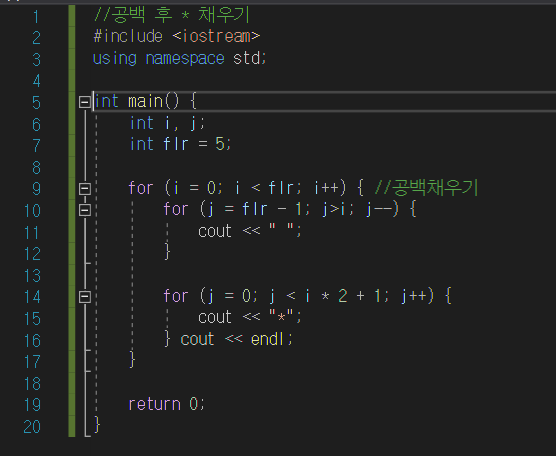 1 //공백 후 * 채우기
2 #include <iostream>
3 using namespace std;
4
5 int main() {
6 int i, j;
7 int flr = 5;
8
9 for (i = 0; i < flr; i++) { //공백채우기
10 for (j = flr - 1; j>i; j--) {
11 cout << " ";
12 }
13
14 for (j = 0; j < i * 2 + 1; j++) {
15 cout << "*";
16 } cout << endl;
17 }
18
19 return 0;
20 }